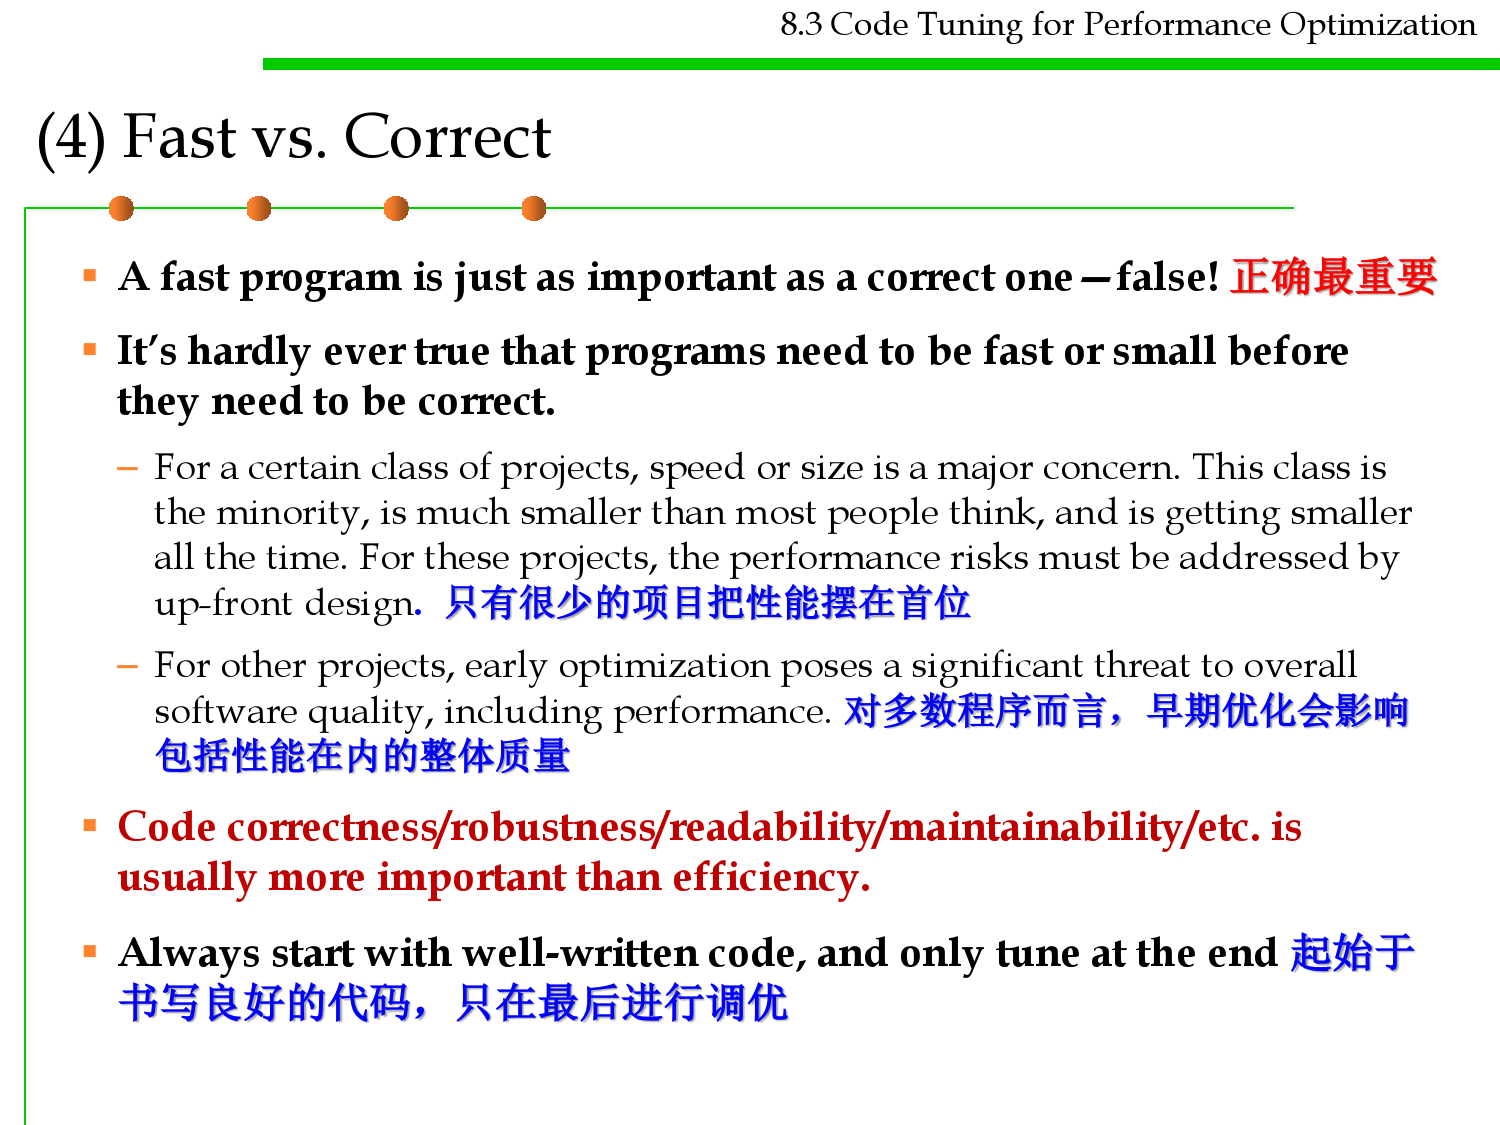 8.3 Code Tuning for Performance Optimization
(4) Fast vs. Correct
▪ A fast program is just as important as a correct one—false! 正确最重要
▪ It’s hardly ever true that programs need to be fast or small before
they need to be correct.
– For a certain class of projects, speed or size is a major concern. This class is
the minority, is much smaller than most people think, and is getting smaller
all the time. For these projects, the performance risks must be addressed by
up-front design. 只有很少的项目把性能摆在首位
– For other projects, early optimization poses a significant threat to overall
software quality, including performance. 对多数程序而言，早期优化会影响
包括性能在内的整体质量
▪ Code correctness/robustness/readability/maintainability/etc. is
usually more important than efficiency.
▪ Always start with well-written code, and only tune at the end 起始于
书写良好的代码，只在最后进行调优